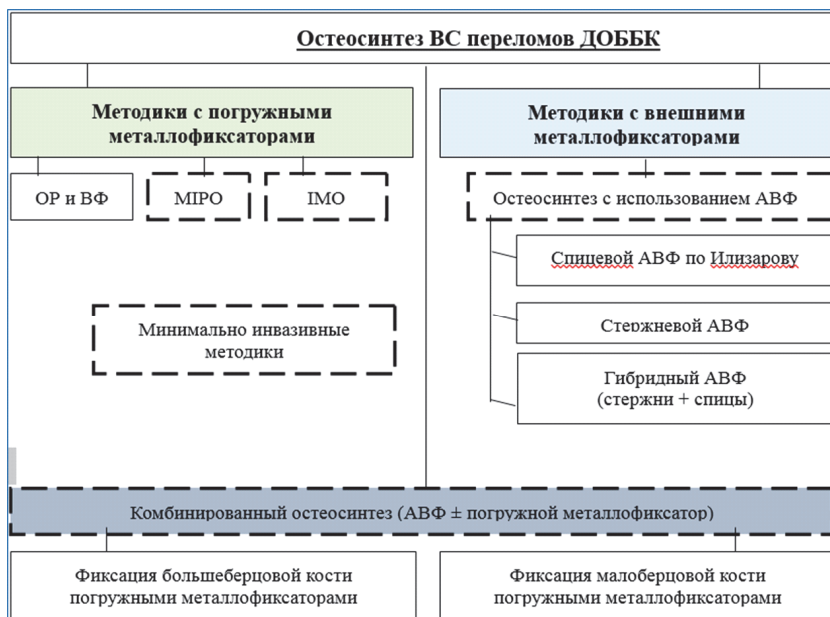 Остеосинтез ВС переломов ДОББК
Методики с погружными
металлофиксаторами
Методики с внешними
металлофиксаторами
ОР и ВФ
MIPO
IMO
Остеосинтез с использованием АВФ
Спицевой АВФ по Илизарову
Стержневой АВФ
Гибридный АВФ
(стержни + спицы)
Минимально инвазивные
методики
Комбинированный остеосинтез (АВФ ± погружной металлофиксатор)
Фиксация большеберцовой кости
погружными металлофиксаторами
Фиксация малоберцовой кости
погружными металлофиксаторами